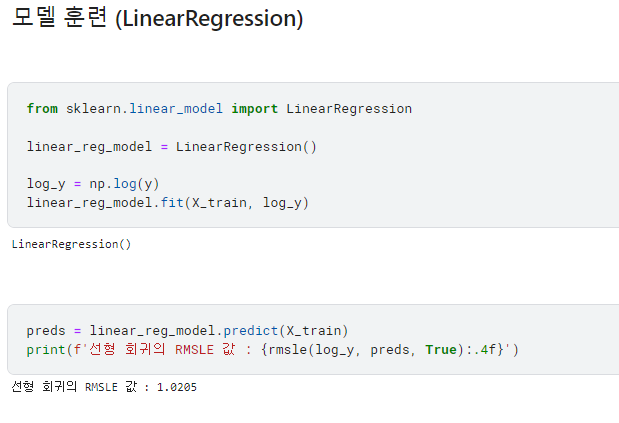 모델 훈련 (LinearRegression)
from sklearn.linear_model import LinearRegression
linear_reg_model = LinearRegression()
log_y = np.log(y)
linear_reg_model.fit(X_train, log_y)
LinearRegression()
preds = linear_reg_model.predict(X_train)
print(f'선형 회귀의 RMSLE 값 : {rmsle(log_y, preds, True):.4f}')
선형 회귀의 RMSLE 값 : 1.0205